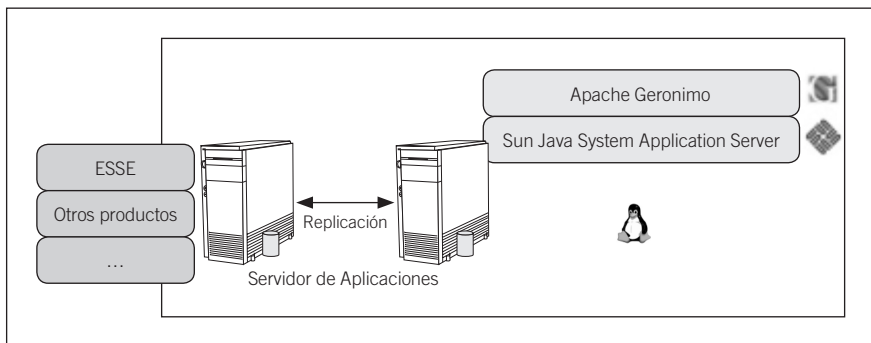 Apache Geronimo
Sun Java System Application Server
ESSE
Otros productos
…
Replicación
Servidor de Aplicaciones